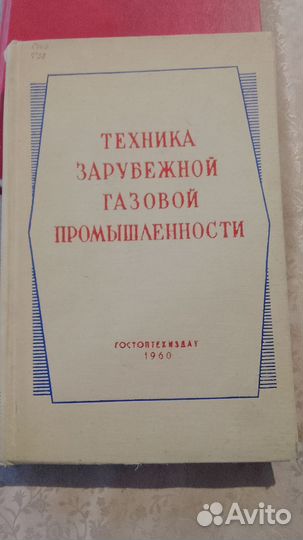 ТЕХНИКА
ЗАРУБЕЖНОЙ
ГАЗОВОЙ
ПРОМЫШЛЕННОСТИ
ГОСТОПТЕХИЗДАТ
1960
Avito